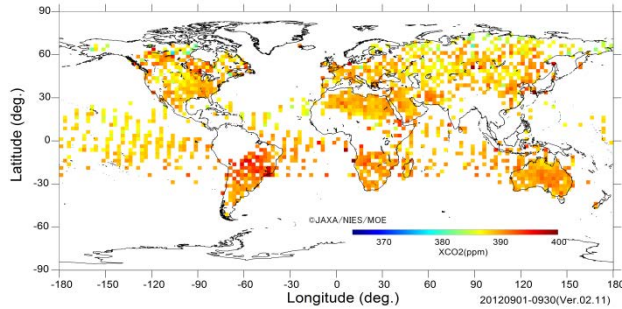 90
60
30
0
-30
-60
-90
Latitude (deg.)
©JAXA/NIES/MOE
370 380 390 400
XCO2(ppm)
-180 -150 -120 -90 -60 -30 0 30 60 90 120 150 180
Longitude (deg.)
20120901-0930(Ver.02.11)